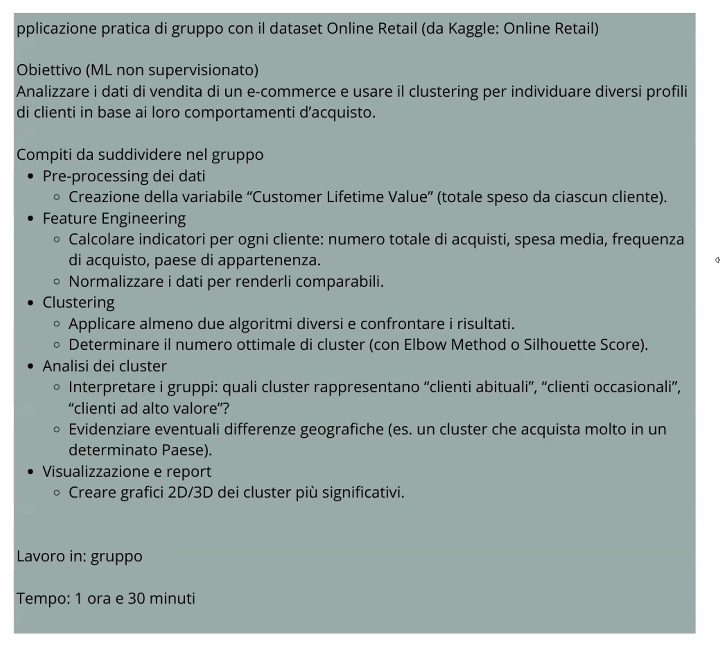 pplicazione pratica di gruppo con il dataset Online Retail (da Kaggle: Online Retail)
Obiettivo (ML non supervisionato)
Analizzare i dati di vendita di un e-commerce e usare il clustering per individuare diversi profili
di clienti in base ai loro comportamenti d’acquisto.
Compiti da suddividere nel gruppo
• Pre-processing dei dati
◦ Creazione della variabile “Customer Lifetime Value” (totale speso da ciascun cliente).
• Feature Engineering
◦ Calcolare indicatori per ogni cliente: numero totale di acquisti, spesa media, frequenza
di acquisto, paese di appartenenza.
◦ Normalizzare i dati per renderli comparabili.
• Clustering
◦ Applicare almeno due algoritmi diversi e confrontare i risultati.
◦ Determinare il numero ottimale di cluster (con Elbow Method o Silhouette Score).
• Analisi dei cluster
◦ Interpretare i gruppi: quali cluster rappresentano “clienti abituali”, “clienti occasionali”,
“clienti ad alto valore”?
◦ Evidenziare eventuali differenze geografiche (es. un cluster che acquista molto in un
determinato Paese).
• Visualizzazione e report
◦ Creare grafici 2D/3D dei cluster più significativi.
Lavoro in: gruppo
Tempo: 1 ora e 30 minuti